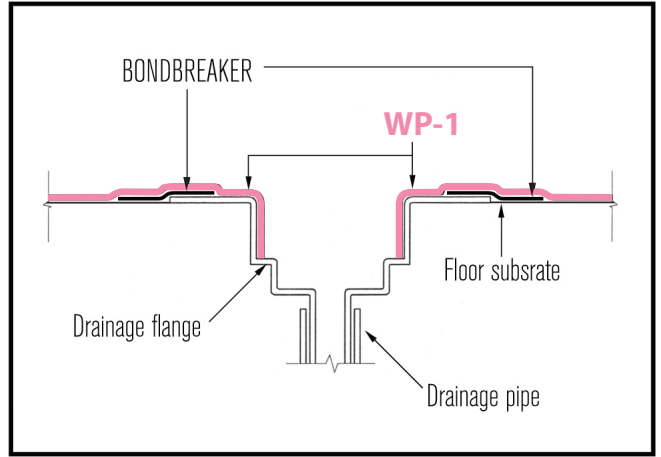 BONDBREAKER
WP-1
Floor subsrate
Drainage flange
Drainage pipe